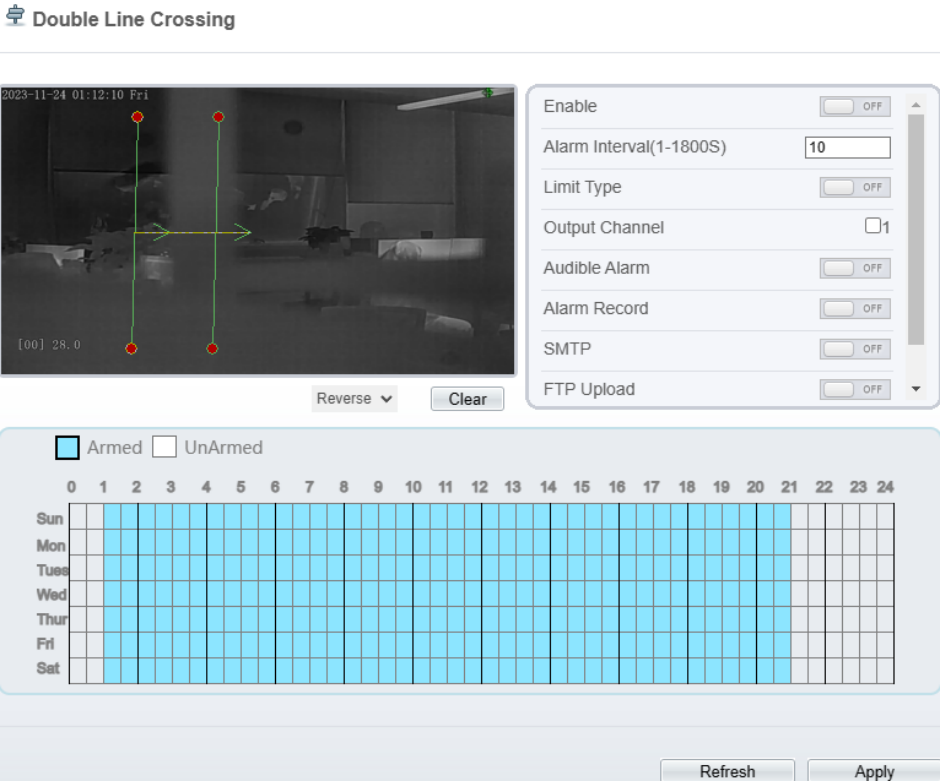 Double Line Crossing
2023-11-24 01:12:10 Fri
[00] 28.0
Reverse
Clear
Enable OFF
Alarm Interval(1-1800S) 10
Limit Type OFF
Output Channel 1
Audible Alarm OFF
Alarm Record OFF
SMTP OFF
FTP Upload OFF
Armed UnArmed
0 1 2 3 4 5 6 7 8 9 10 11 12 13 14 15 16 17 18 19 20 21 22 23 24
Sun
Mon
Tues
Wed
Thur
Fri
Sat
Refresh Apply